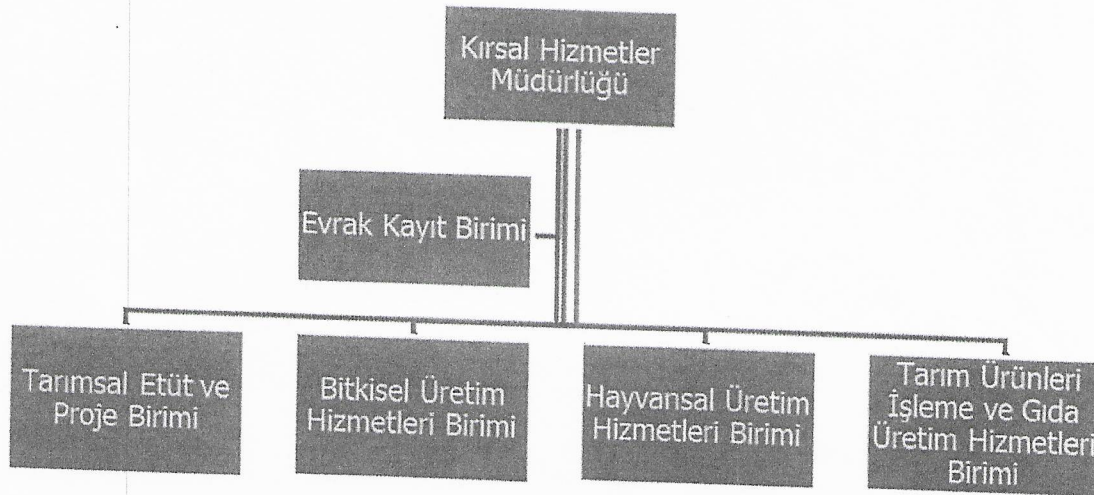 Kırsal Hizmetler
Müdürlüğü
Evrak Kayıt Birimi
Tarımsal Etüt ve
Proje Birimi
Bitkisel Üretim
Hizmetleri Birimi
Hayvansal Üretim
Hizmetleri Birimi
Tarım Ürünleri
İşleme ve Gıda
Üretim Hizmetleri
Birimi